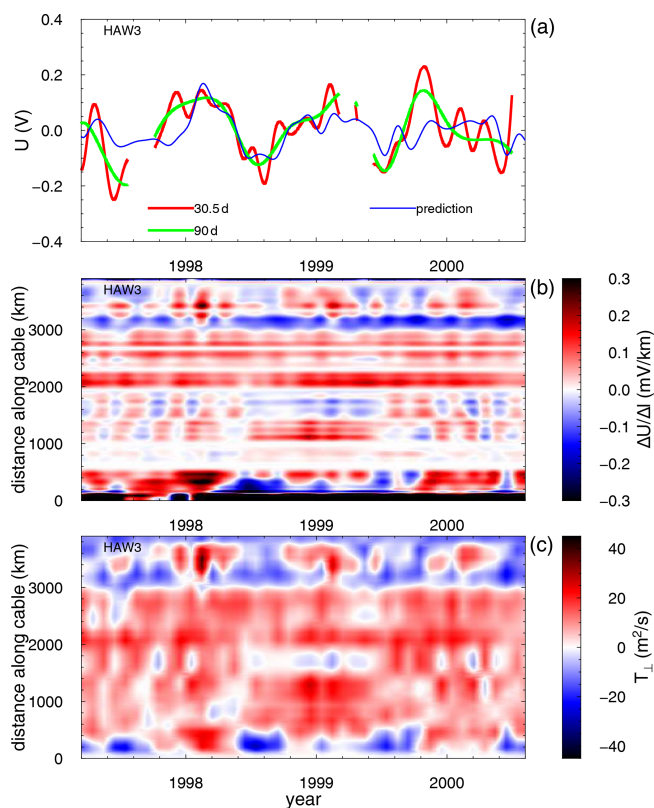 HAW3
(a)
0.4
0.2
0.0
−0.2
−0.4
U (V)
30.5 d
90 d
prediction
1998
1999
2000
HAW3
(b)
3000
2000
1000
0
distance along cable (km)
0.3
0.2
0.1
0.0
−0.1
−0.2
−0.3
ΔU/Δl (mV/km)
1998
1999
2000
HAW3
(c)
3000
2000
1000
0
distance along cable (km)
40
20
0
−20
−40
T⊥ (m²/s)
1998
1999
2000
year